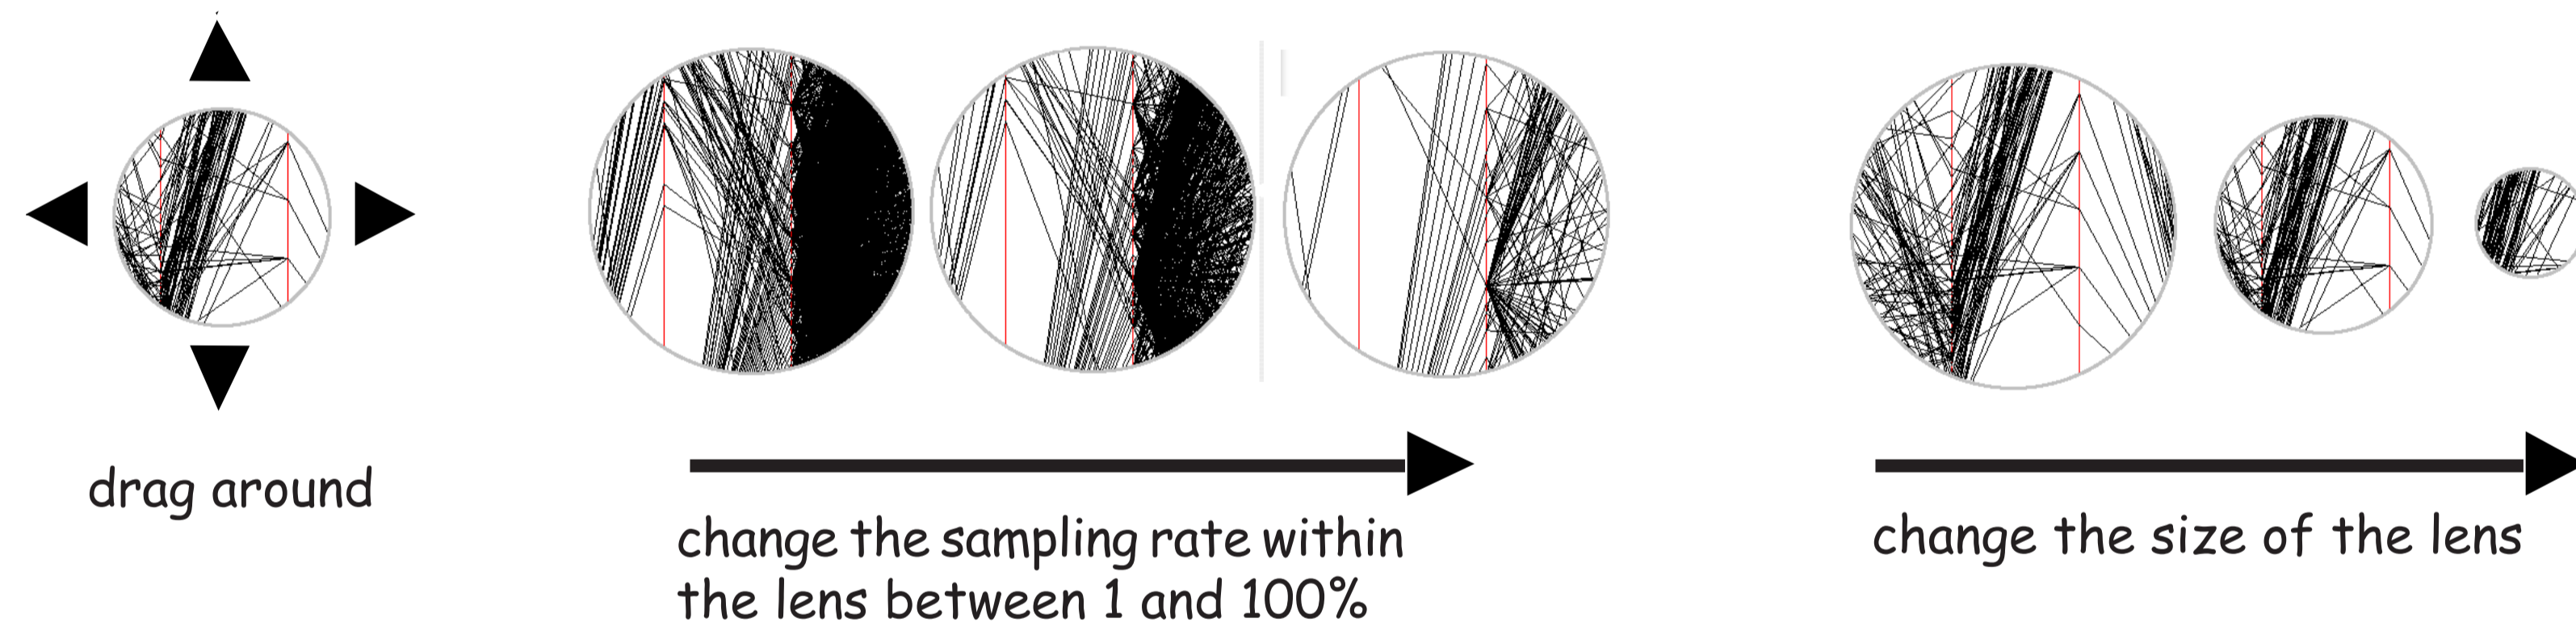 drag around
change the sampling rate within
the lens between 1 and 100%
change the size of the lens